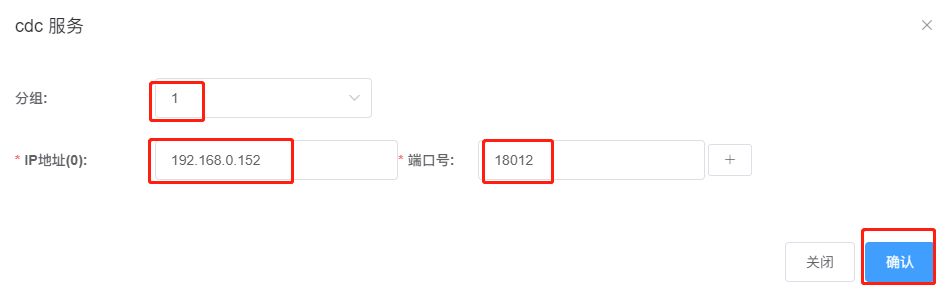 cdc 服务
分组: 1
* IP地址(0): 192.168.0.152 * 端口号: 18012 +
关闭 确认